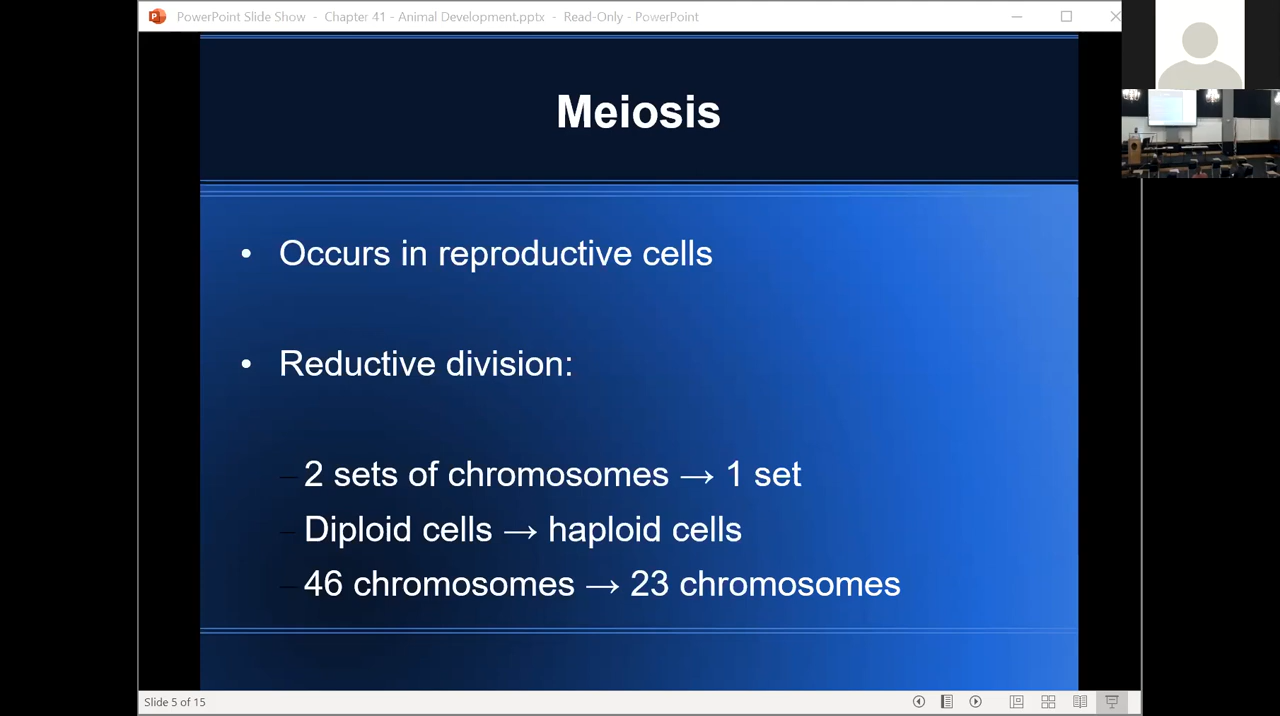 PowerPoint Slide Show - Chapter 41 - Animal Development.pptx - Read-Only - PowerPoint
Meiosis
• Occurs in reproductive cells
• Reductive division:
– 2 sets of chromosomes → 1 set
– Diploid cells → haploid cells
– 46 chromosomes → 23 chromosomes
Slide 5 of 15